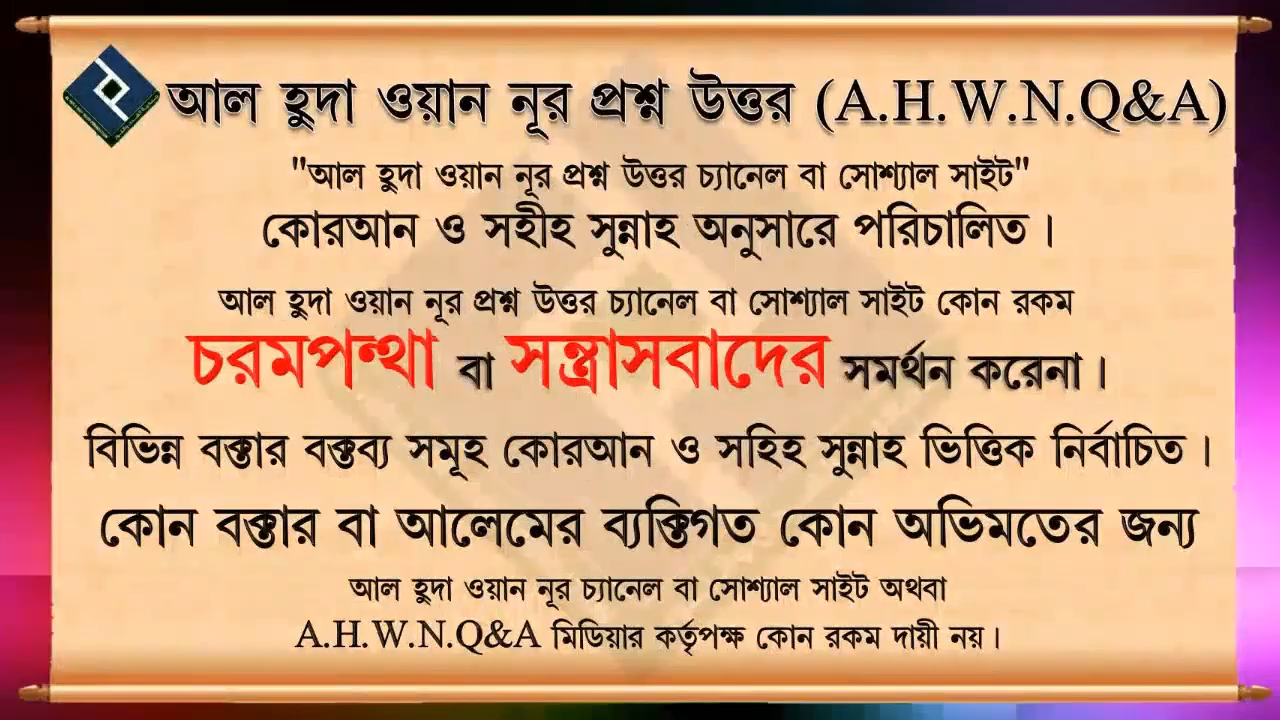 আল হুদা ওয়ান নূর প্রশ্ন উত্তর (A.H.W.N.Q&A)
"আল হুদা ওয়ান নূর প্রশ্ন উত্তর চ্যানেল বা সোশ্যাল সাইট"
কোরআন ও সহীহ সুন্নাহ অনুসারে পরিচালিত।
আল হুদা ওয়ান নূর প্রশ্ন উত্তর চ্যানেল বা সোশ্যাল সাইট কোন রকম
চরমপন্থা বা সন্ত্রাসবাদের সমর্থন করেনা।
বিভিন্ন বক্তার বক্তব্য সমূহ কোরআন ও সহিহ সুন্নাহ ভিত্তিক নির্বাচিত।
কোন বক্তার বা আলেমের ব্যক্তিগত কোন অভিমতের জন্য
আল হুদা ওয়ান নূর চ্যানেল বা সোশ্যাল সাইট অথবা
A.H.W.N.Q&A মিডিয়ার কর্তৃপক্ষ কোন রকম দায়ী নয়।